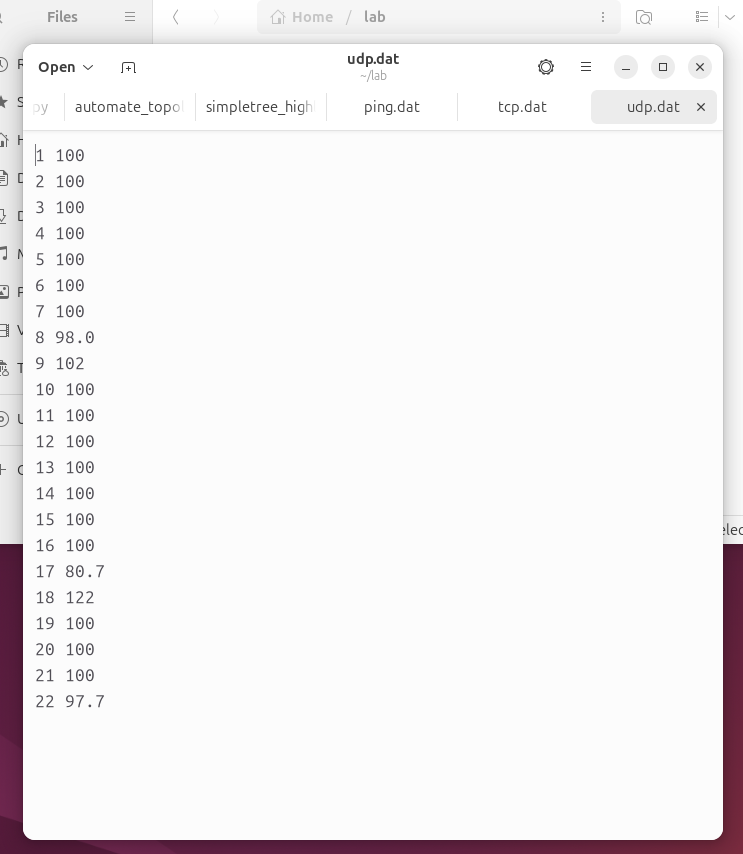 Files
Home / lab
Open
udp.dat
~/lab
py
automate_topol
simpletree_high
ping.dat
tcp.dat
udp.dat
1 100
2 100
3 100
4 100
5 100
6 100
7 100
8 98.0
9 102
10 100
11 100
12 100
13 100
14 100
15 100
16 100
17 80.7
18 122
19 100
20 100
21 100
22 97.7